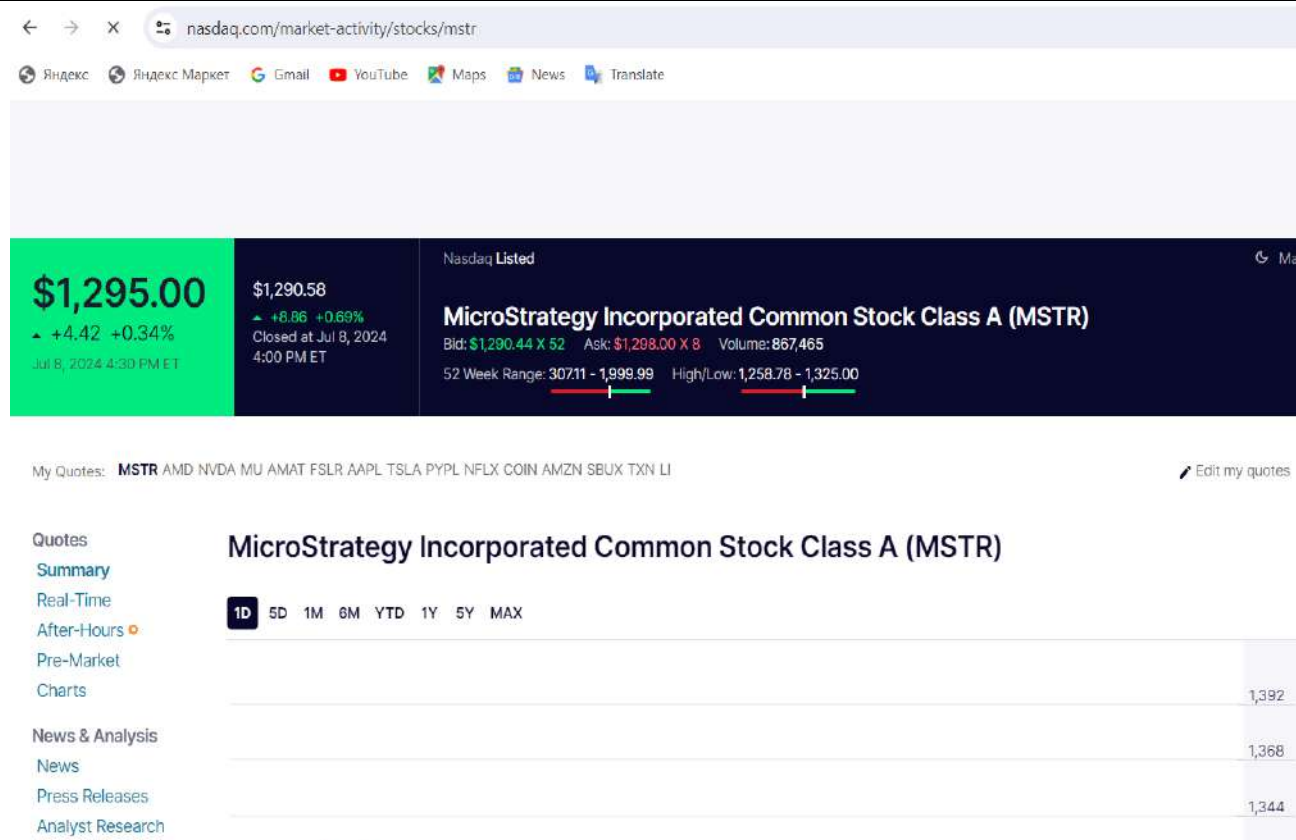 nasdaq.com/market-activity/stocks/mstr
Яндекс Яндекс Маркет Gmail YouTube Maps News Translate
$1,295.00
+4.42 +0.34%
Jul 8, 2024 4:30 PM ET
$1,290.58
+8.86 +0.69%
Closed at Jul 8, 2024
4:00 PM ET
Nasdaq Listed
Ma
MicroStrategy Incorporated Common Stock Class A (MSTR)
Bid: $1,290.44 X 52 Ask: $1,298.00 X 8 Volume: 867,465
52 Week Range: 307.11 - 1,999.99 High/Low: 1,258.78 - 1,325.00
My Quotes: MSTR AMD NVDA MU AMAT FSLR AAPL TSLA PYPL NFLX COIN AMZN SBUX TXN LI
Edit my quotes
Quotes
Summary
Real-Time
After-Hours
Pre-Market
Charts
News & Analysis
News
Press Releases
Analyst Research
MicroStrategy Incorporated Common Stock Class A (MSTR)
1D 5D 1M 6M YTD 1Y 5Y MAX
1,392
1,368
1,344